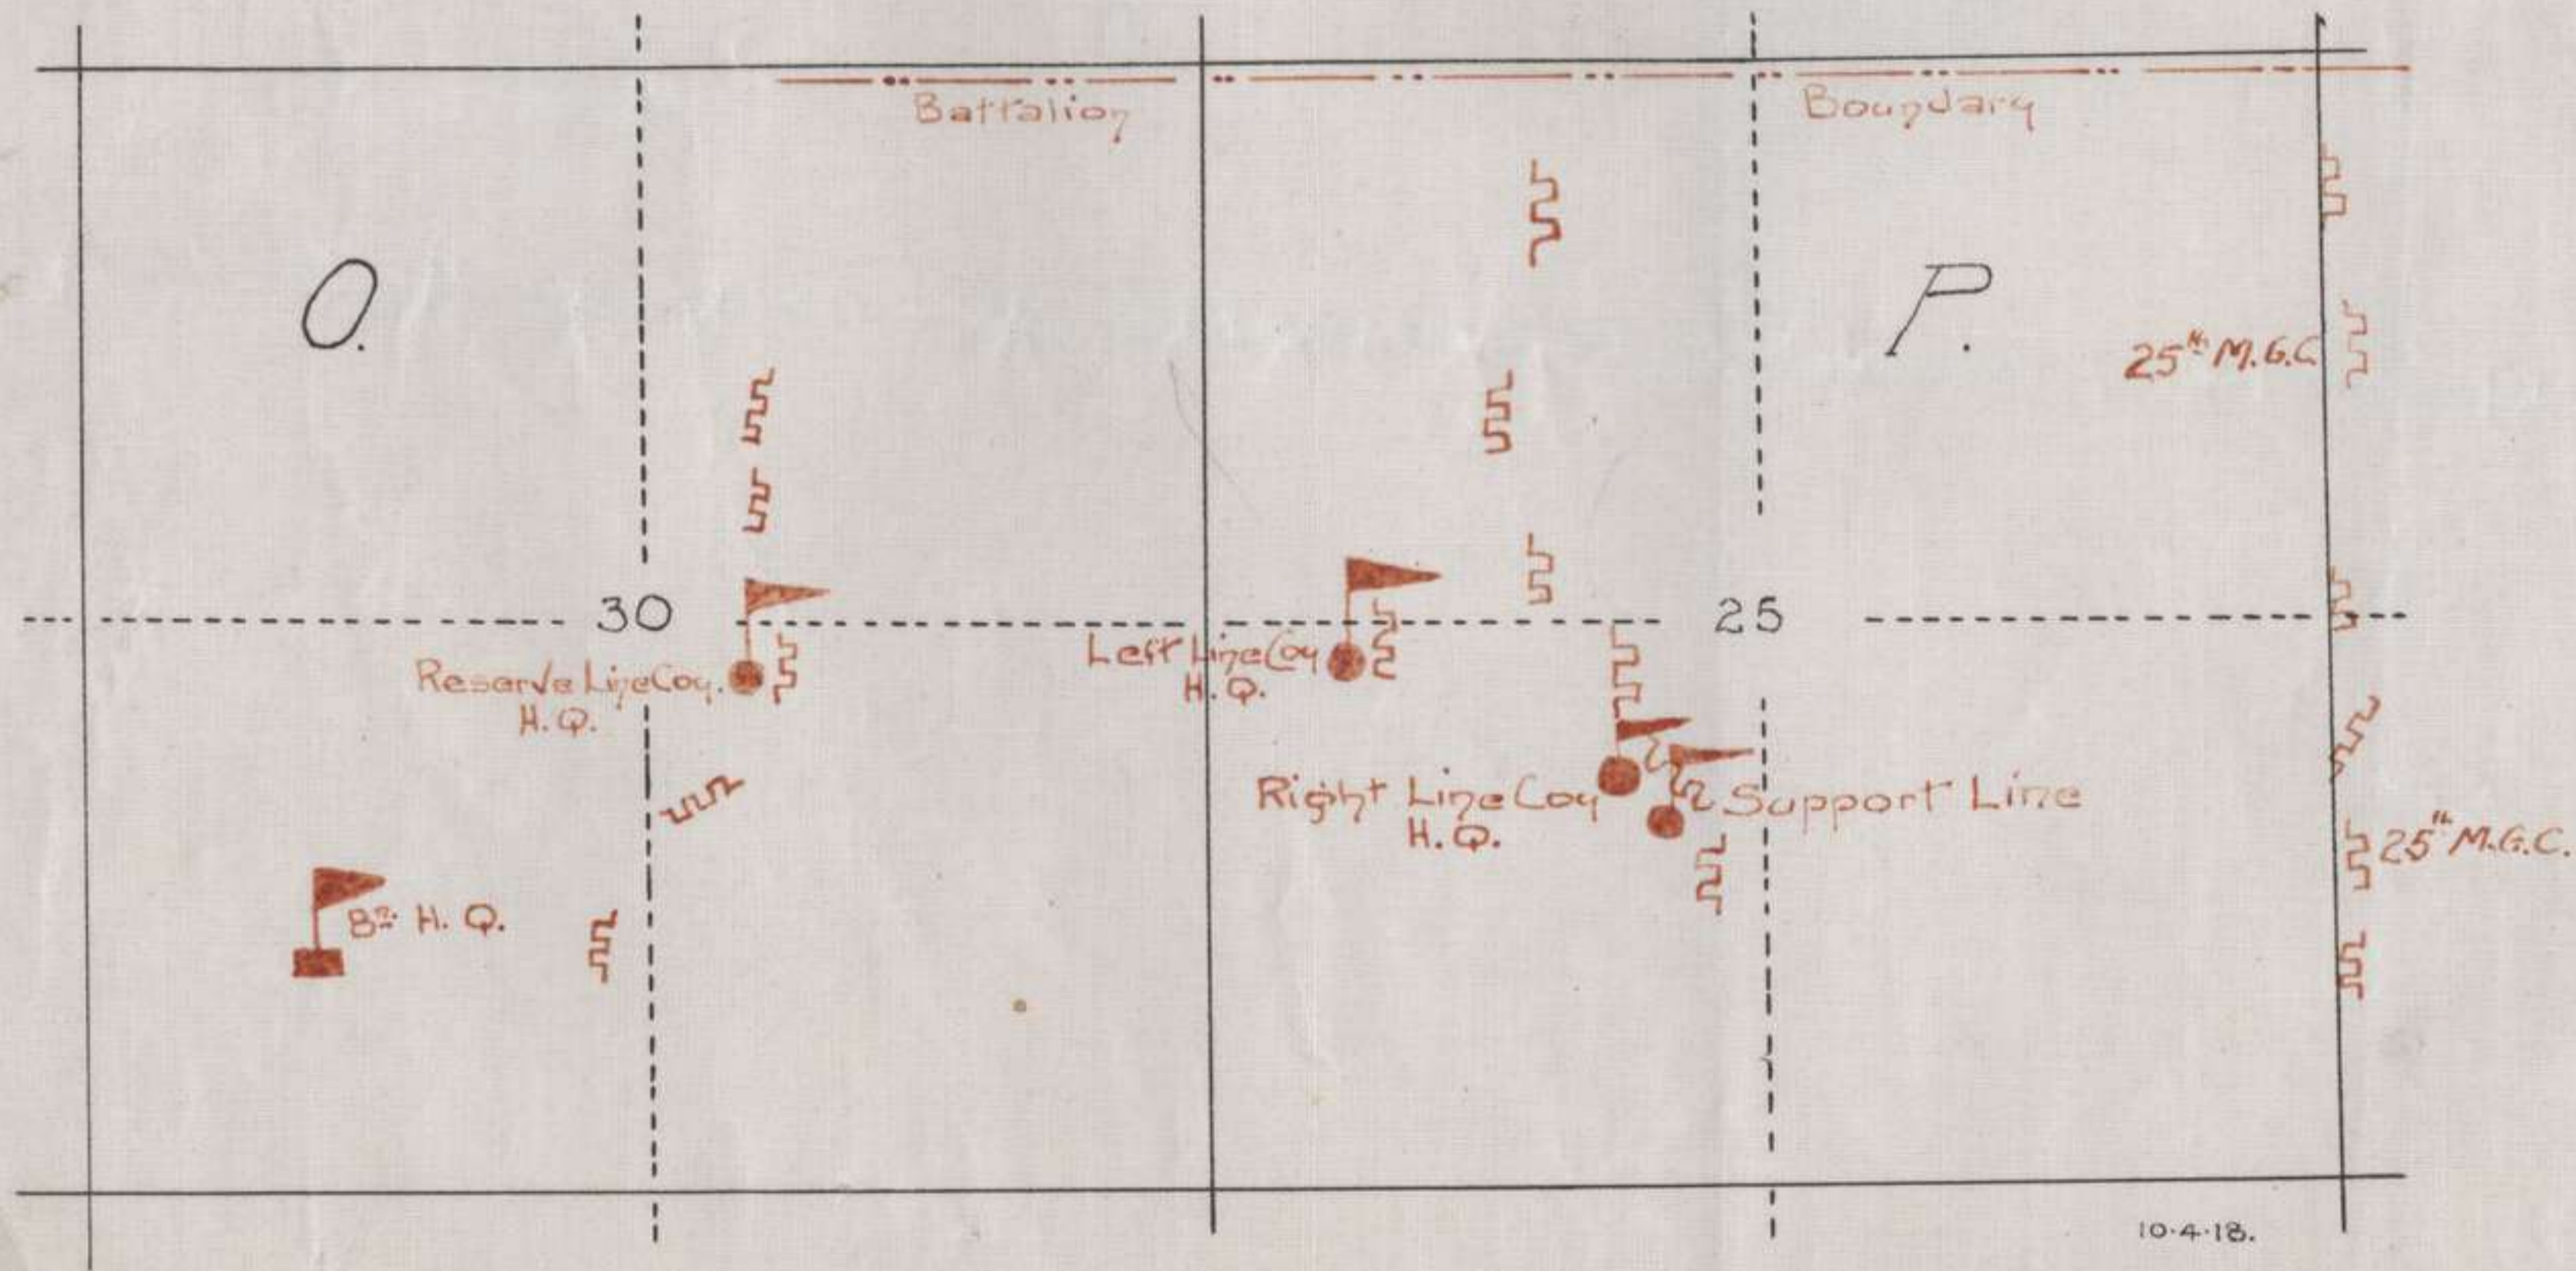 Battalion Boundary
O.
P.
25th M.G.C.
30
25
Reserve Line Coy.
H.Q.
Left Line Coy
H.Q.
Right Line Coy
H.Q.
Support Line
25th M.G.C.
Bn. H. Q.
10.4.18.